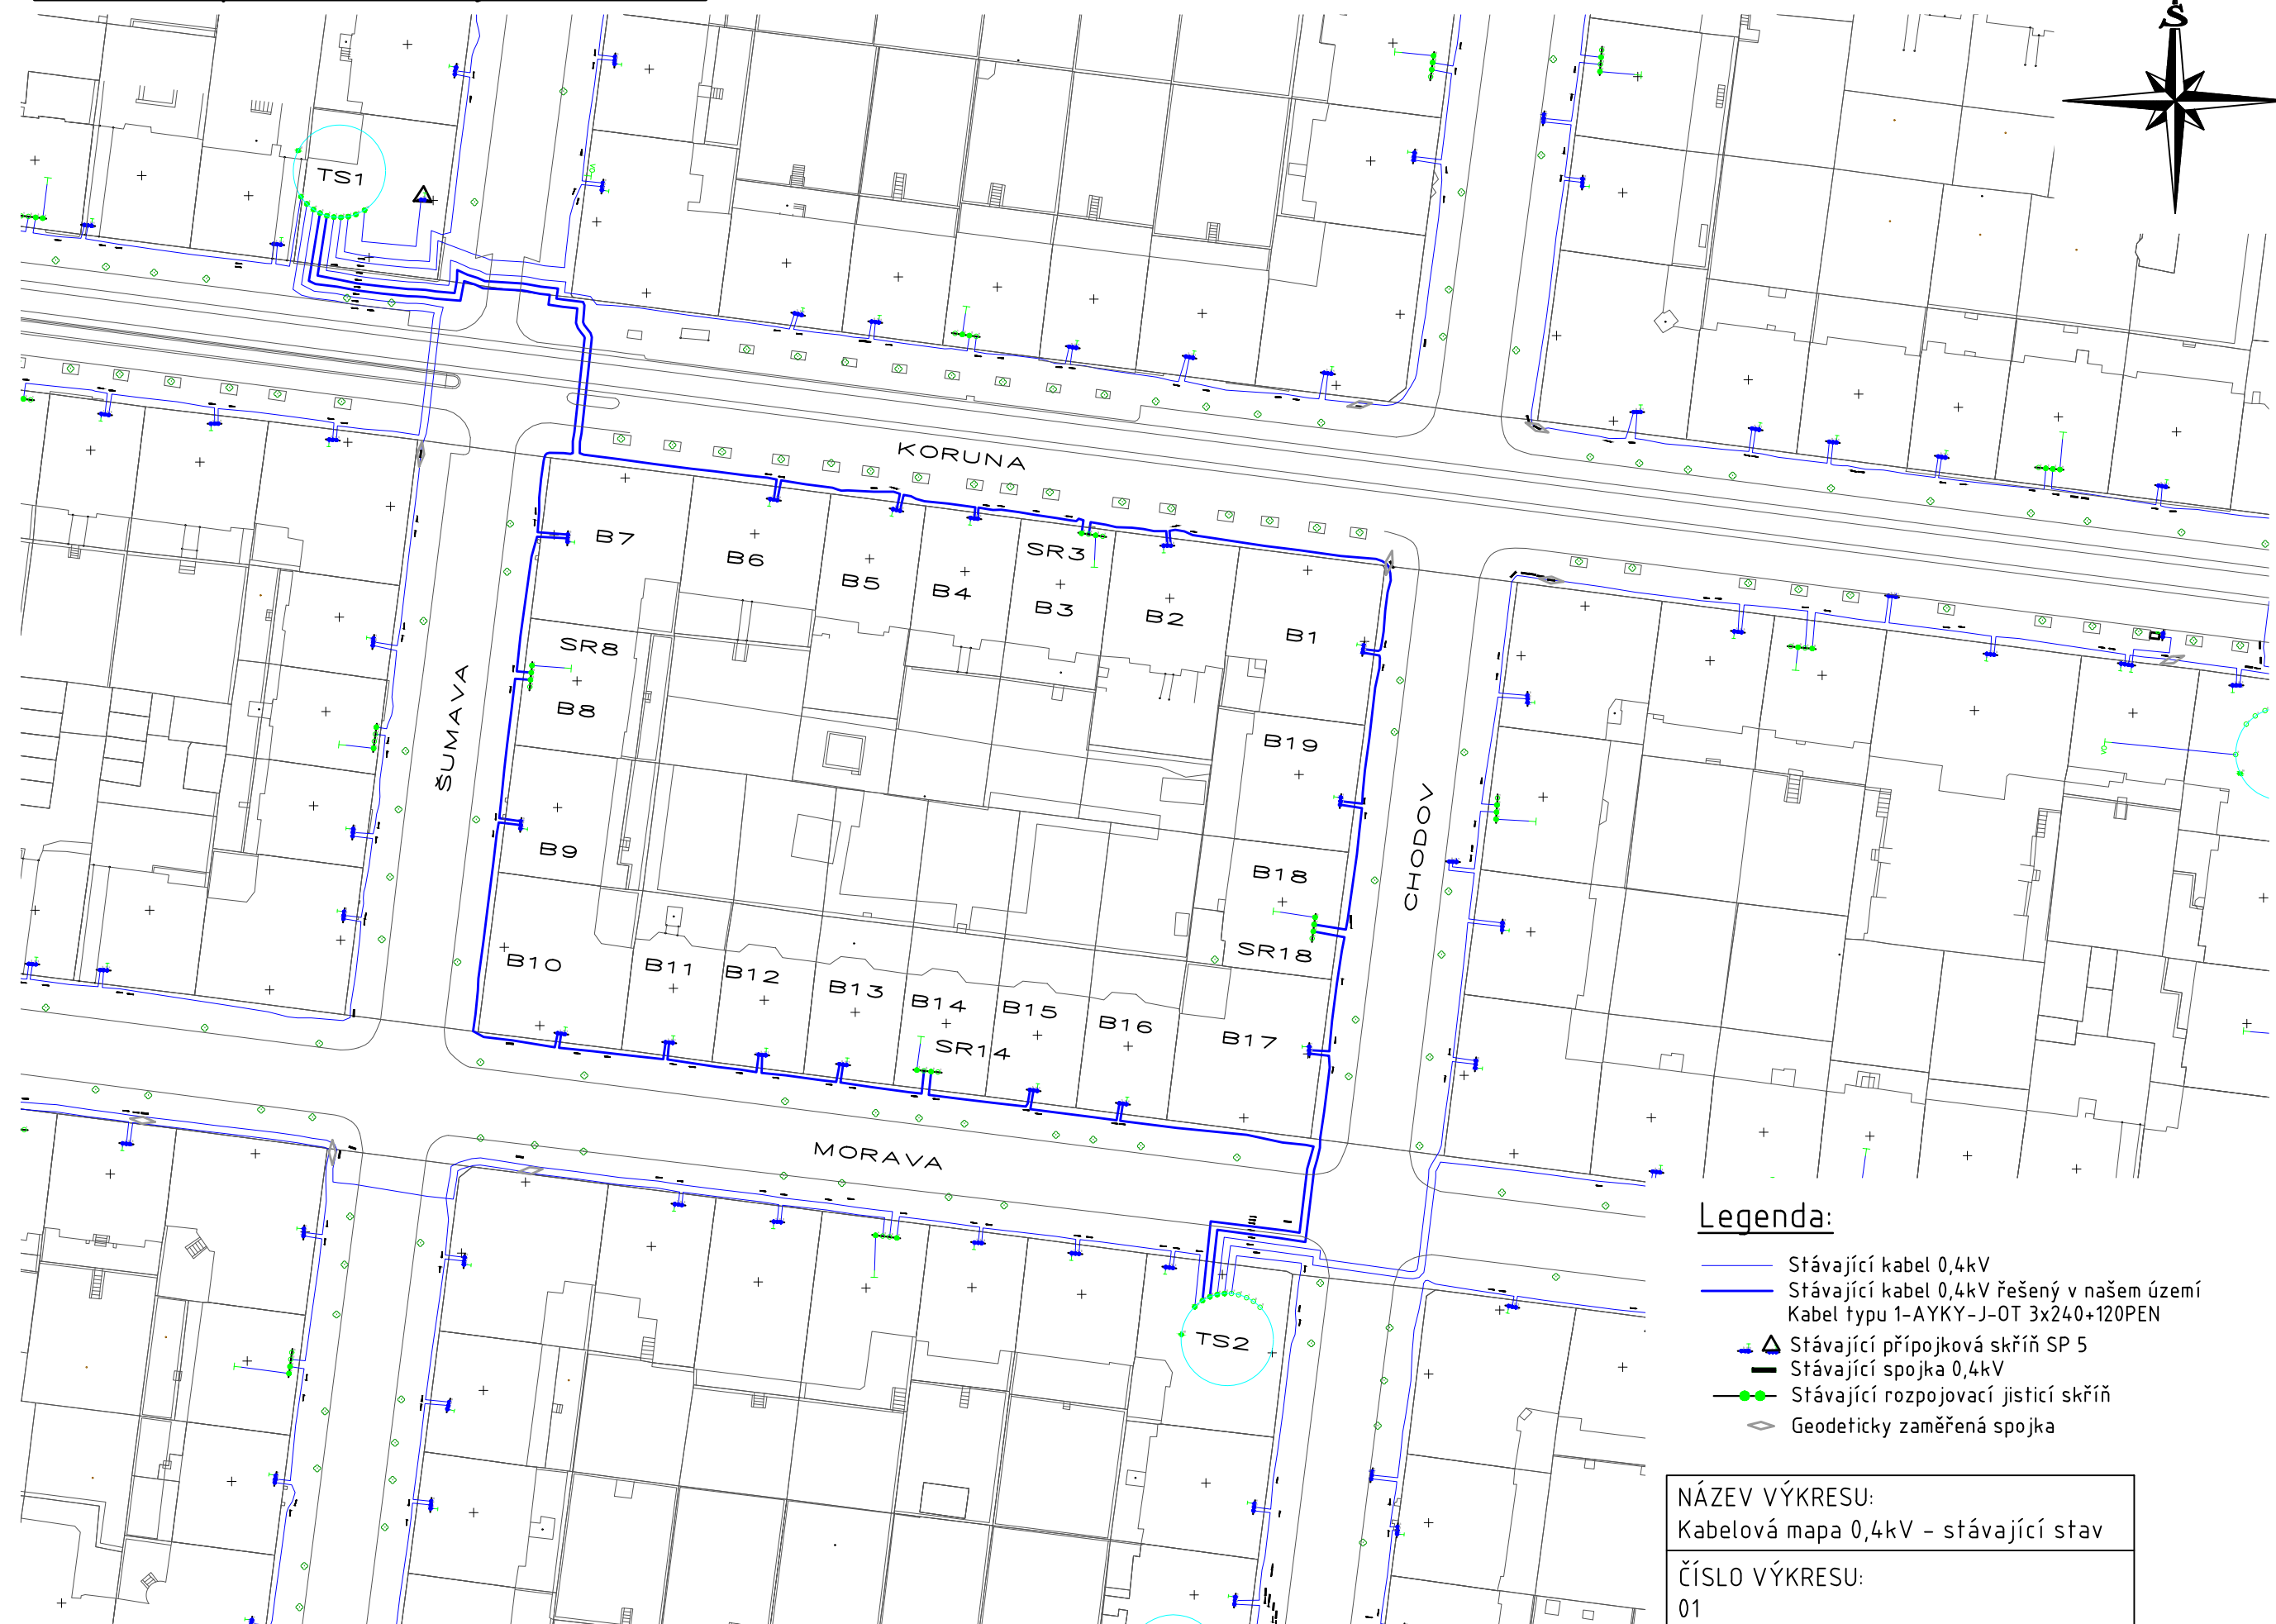 Š
TS1
KORUNA
B7
B6
B5
B4
SR3
B3
B2
B1
SR8
B8
ŠUMAVA
B19
B9
CHODOV
B18
SR18
B10
B11
B12
B13
B14
B15
B16
B17
SR14
MORAVA
TS2
Legenda:
Stávající kabel 0,4kV
Stávající kabel 0,4kV řešený v našem území
Kabel typu 1-AYKY-J-OT 3x240+120PEN
Stávající přípojková skříň SP 5
Stávající spojka 0,4kV
Stávající rozpojovací jisticí skříň
Geodeticky zaměřená spojka
NÁZEV VÝKRESU:
Kabelová mapa 0,4kV - stávající stav
ČÍSLO VÝKRESU:
01